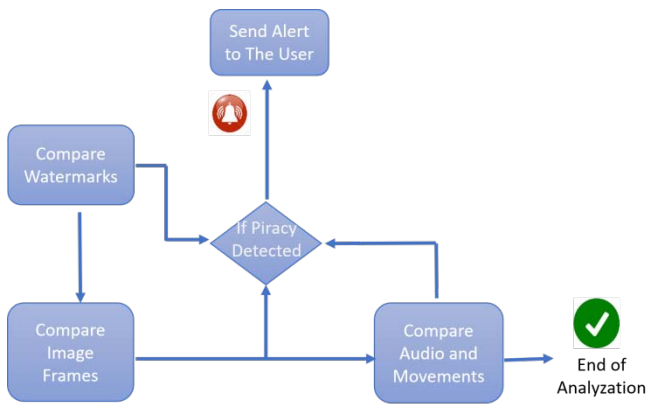 Send Alert
to The User
Compare
Watermarks
If Piracy
Detected
Compare
Image
Frames
Compare
Audio and
Movements
End of
Analyzation